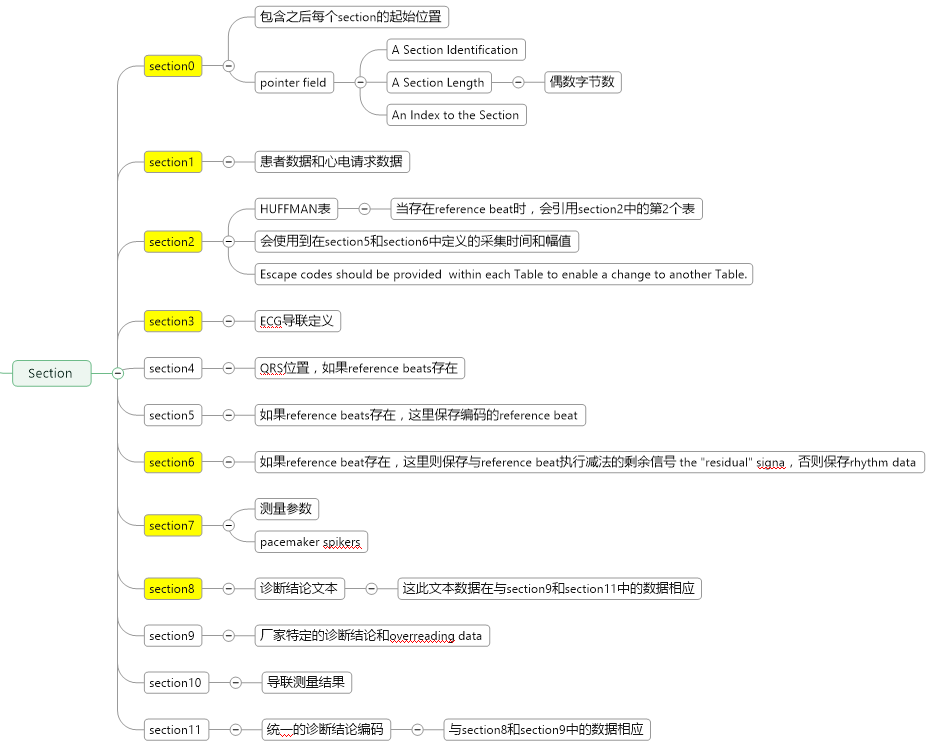 Section
section0
包含之后每个section的起始位置
pointer field
A Section Identification
A Section Length
偶数字节数
An Index to the Section
section1
患者数据和心电请求数据
section2
HUFFMAN表
当存在reference beat时，会引用section2中的第2个表
会使用到在section5和section6中定义的采集时间和幅值
Escape codes should be provided  within each Table to enable a change to another Table.
section3
ECG导联定义
section4
QRS位置，如果reference beats存在
section5
如果reference beats存在，这里保存编码的reference beat
section6
如果reference beat存在，这里则保存与reference beat执行减法的剩余信号 the "residual" signa，否则保存rhythm data
section7
测量参数
pacemaker spikers
section8
诊断结论文本
这此文本数据在与section9和section11中的数据相应
section9
厂家特定的诊断结论和overreading data
section10
导联测量结果
section11
统一的诊断结论编码
与section8和section9中的数据相应